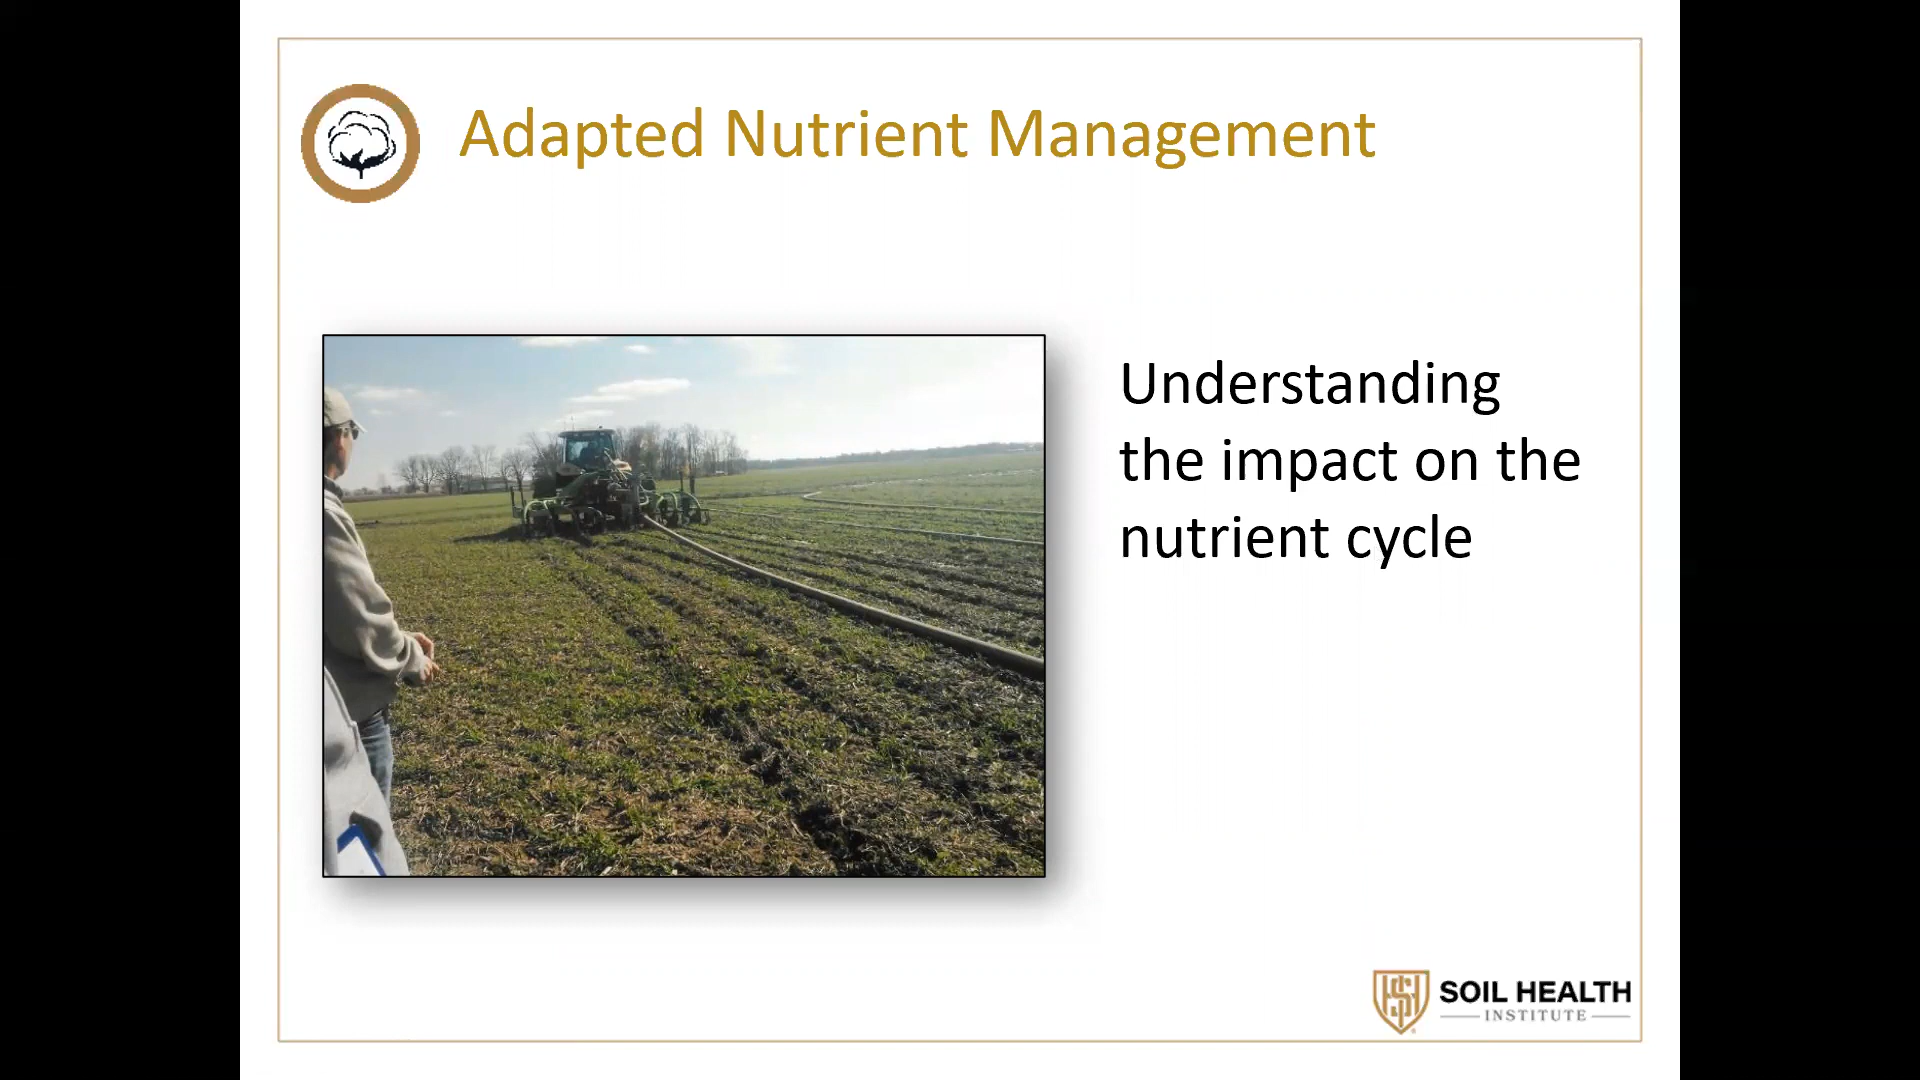 Adapted Nutrient Management
Understanding
the impact on the
nutrient cycle
SOIL HEALTH
INSTITUTE